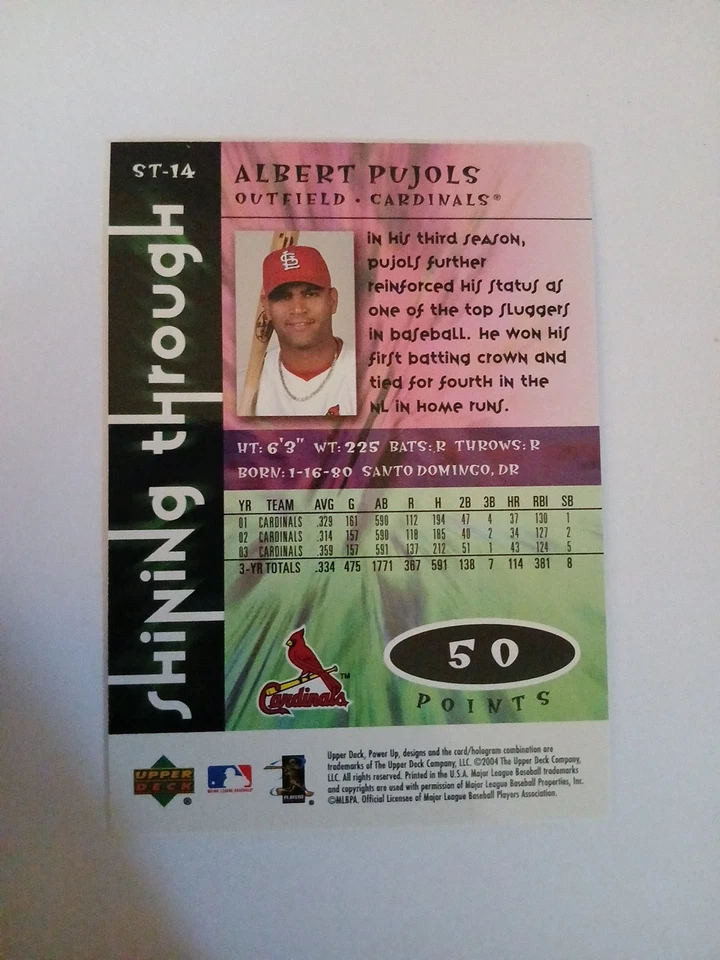 ST-14
shining through
ALBERT PUJOLS
OUTFIELD • CARDINALS®
in his third season,
pujols further
reinforced his status as
one of the top sluggers
in baseball. he won his
first batting crown and
tied for fourth in the
NL in home runs.
HT: 6'3" WT: 225 BATS: R THROWS: R
BORN: 1-16-80 SANTO DOMINGO, DR
YR TEAM AVG G AB R H 2B 3B HR RBI SB
01 CARDINALS .329 161 590 112 194 47 4 37 130 1
02 CARDINALS .314 157 590 118 185 40 2 34 127 2
03 CARDINALS .359 157 591 137 212 51 1 43 124 5
3-YR TOTALS .334 475 1771 367 591 138 7 114 381 8
Cardinals™
50
POINTS
UPPER
DECK®
Upper Deck, Power Up, designs and the card/hologram combination are
trademarks of The Upper Deck Company, LLC. ©2004 The Upper Deck Company,
LLC. All rights reserved. Printed in the U.S.A. Major League Baseball trademarks
and copyrights are used with permission of Major League Baseball Properties, Inc.
©MLBPA. Official Licensee of Major League Baseball Players Association.